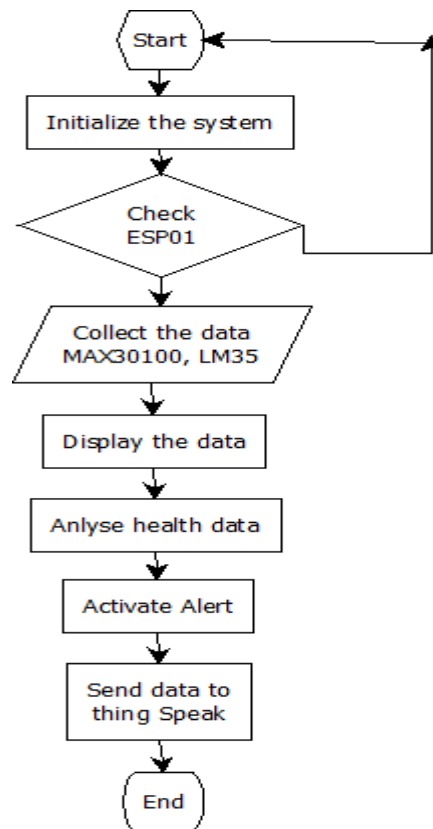 Start
Initialize the system
Check
ESP01
Collect the data
MAX30100, LM35
Display the data
Anlyse health data
Activate Alert
Send data to
thing Speak
End